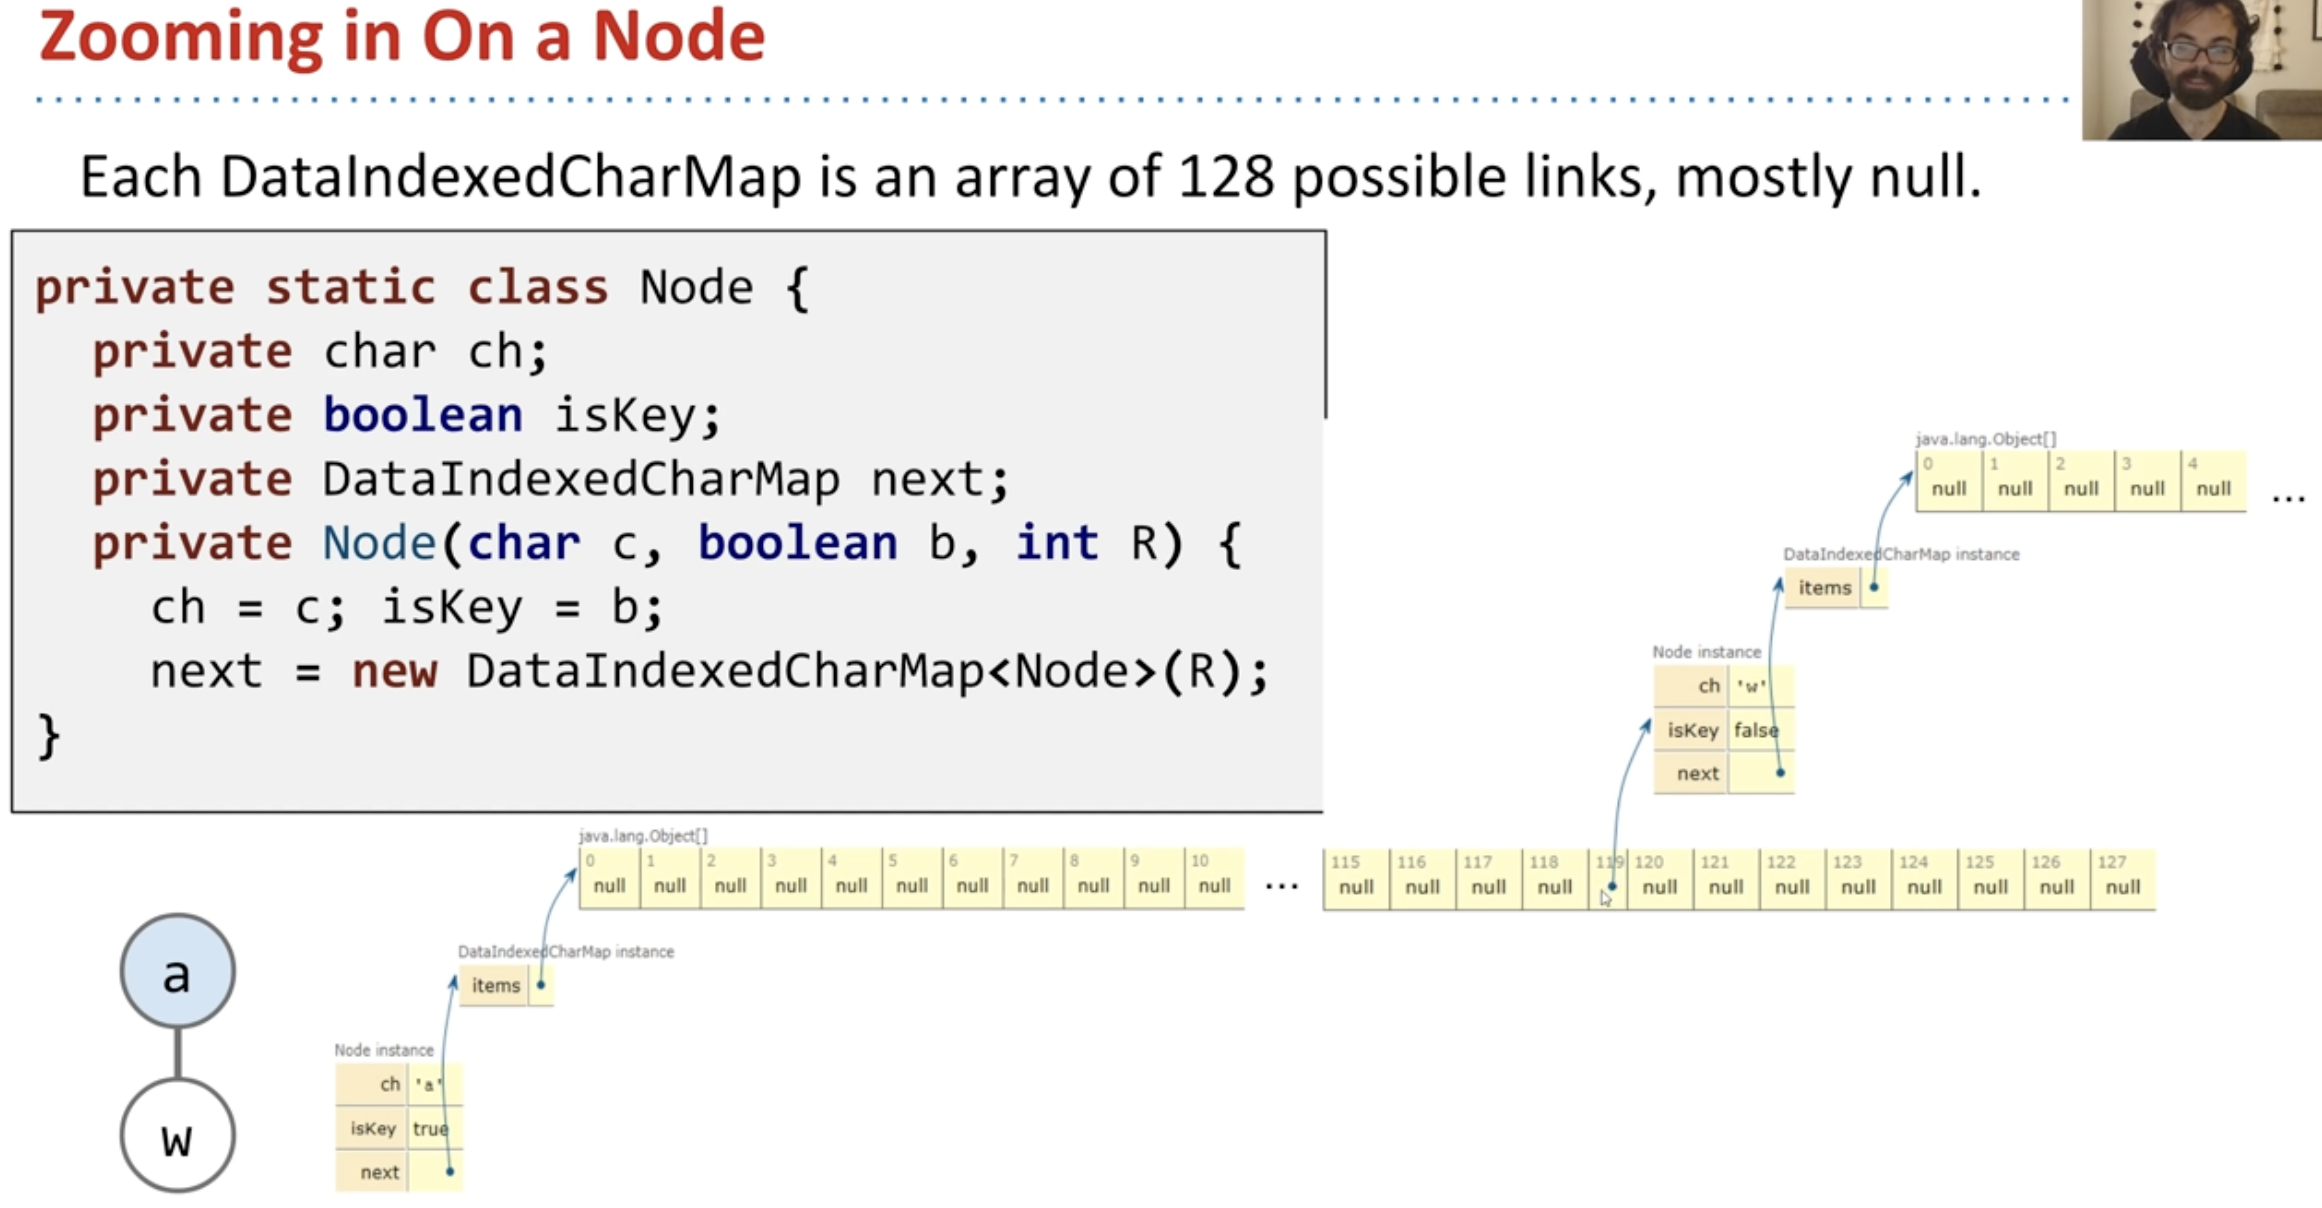 Zooming in On a Node
Each DataIndexedCharMap is an array of 128 possible links, mostly null.
private static class Node {
private char ch;
private boolean isKey;
private DataIndexedCharMap next;
private Node(char c, boolean b, int R) {
ch = c; isKey = b;
next = new DataIndexedCharMap<Node>(R);
}
java.lang.Object[]
0 1 2 3 4
null null null null null ...
DataIndexedCharMap instance
items
Node instance
ch 'w'
isKey false
next
java.lang.Object[]
0 1 2 3 4 5 6 7 8 9 10 115 116 117 118 119 120 121 122 123 124 125 126 127
null null null null null null null null null null null ... null null null null null null null null null null null null
DataIndexedCharMap instance
items
Node instance
ch 'a'
isKey true
next
a
w